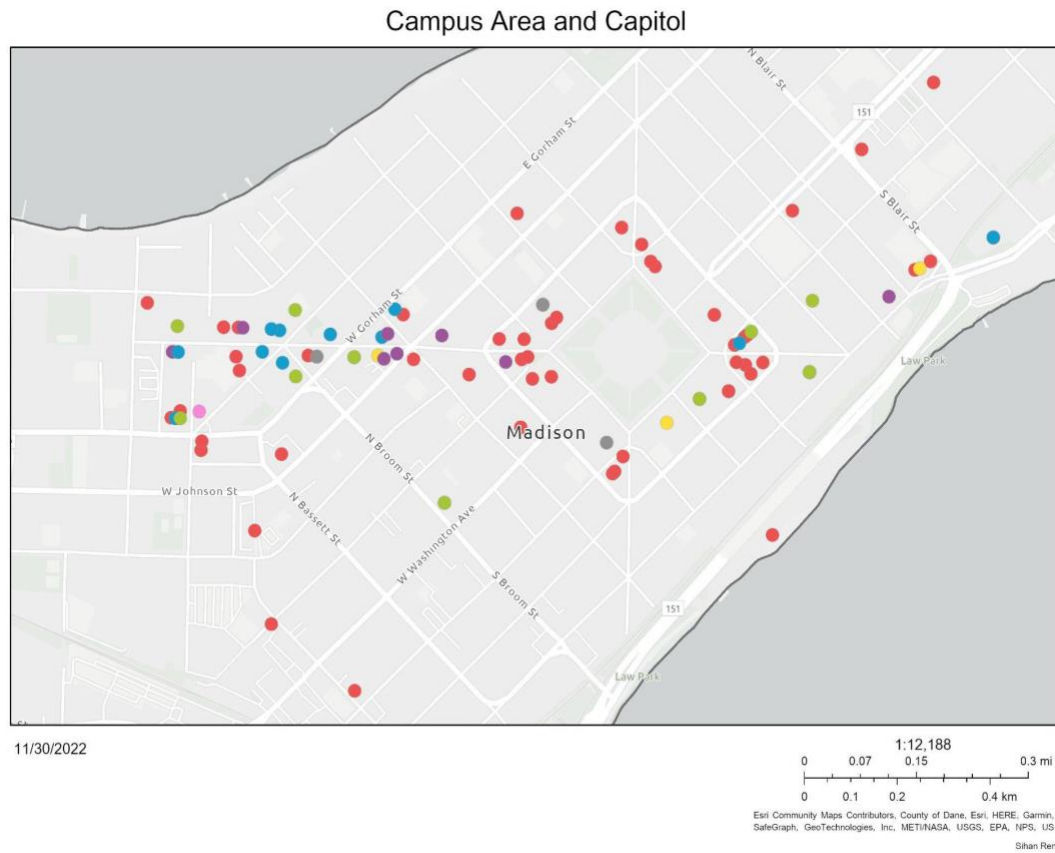 Campus Area and Capitol
N Blair St
151
E Gorham St
S Blair St
W Gorham St
Law Park
Madison
N Broom St
W Johnson St
N Bassett St
W Washington Ave
S Broom St
151
Law Park
St
11/30/2022
1:12,188
0 0.07 0.15 0.3 mi
0 0.1 0.2 0.4 km
Esri Community Maps Contributors, County of Dane, Esri, HERE, Garmin,
SafeGraph, GeoTechnologies, Inc, METI/NASA, USGS, EPA, NPS, US
Sihan Ren